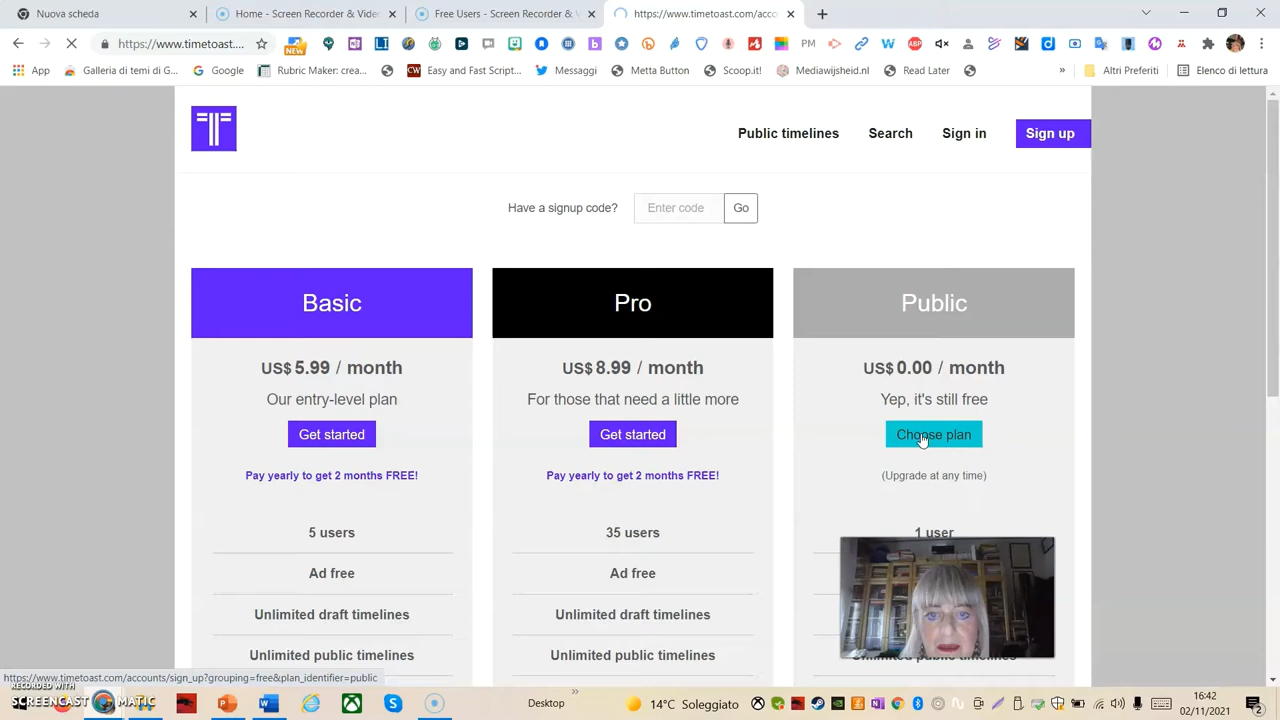 Nuova scheda
Home - Screen Recorder & Vide
Free Users - Screen Recorder & V
https://www.timetoast.com/acco
https://www.timetoast....
NEW
PM
ABP
App
Galleria di temi di G...
Google
Rubric Maker: crea...
Easy and Fast Script...
Messaggi
Metta Button
Scoop.it!
Mediawijsheid.nl
Read Later
»
Altri Preferiti
Elenco di lettura
Public timelines
Search
Sign in
Sign up
Have a signup code?
Enter code
Go
Basic
Pro
Public
US$ 5.99 / month
US$ 8.99 / month
US$ 0.00 / month
Our entry-level plan
For those that need a little more
Yep, it's still free
Get started
Get started
Choose plan
Pay yearly to get 2 months FREE!
Pay yearly to get 2 months FREE!
(Upgrade at any time)
5 users
35 users
1 user
Ad free
Ad free
Unlimited draft timelines
Unlimited draft timelines
Unlimited public timelines
Unlimited public timelines
https://www.timetoast.com/accounts/sign_up?grouping=free&plan_identifier=public
RECORDED WITH
SCREENCAST MATIC
Desktop
»
14°C Soleggiato
16:42
02/11/2021
2